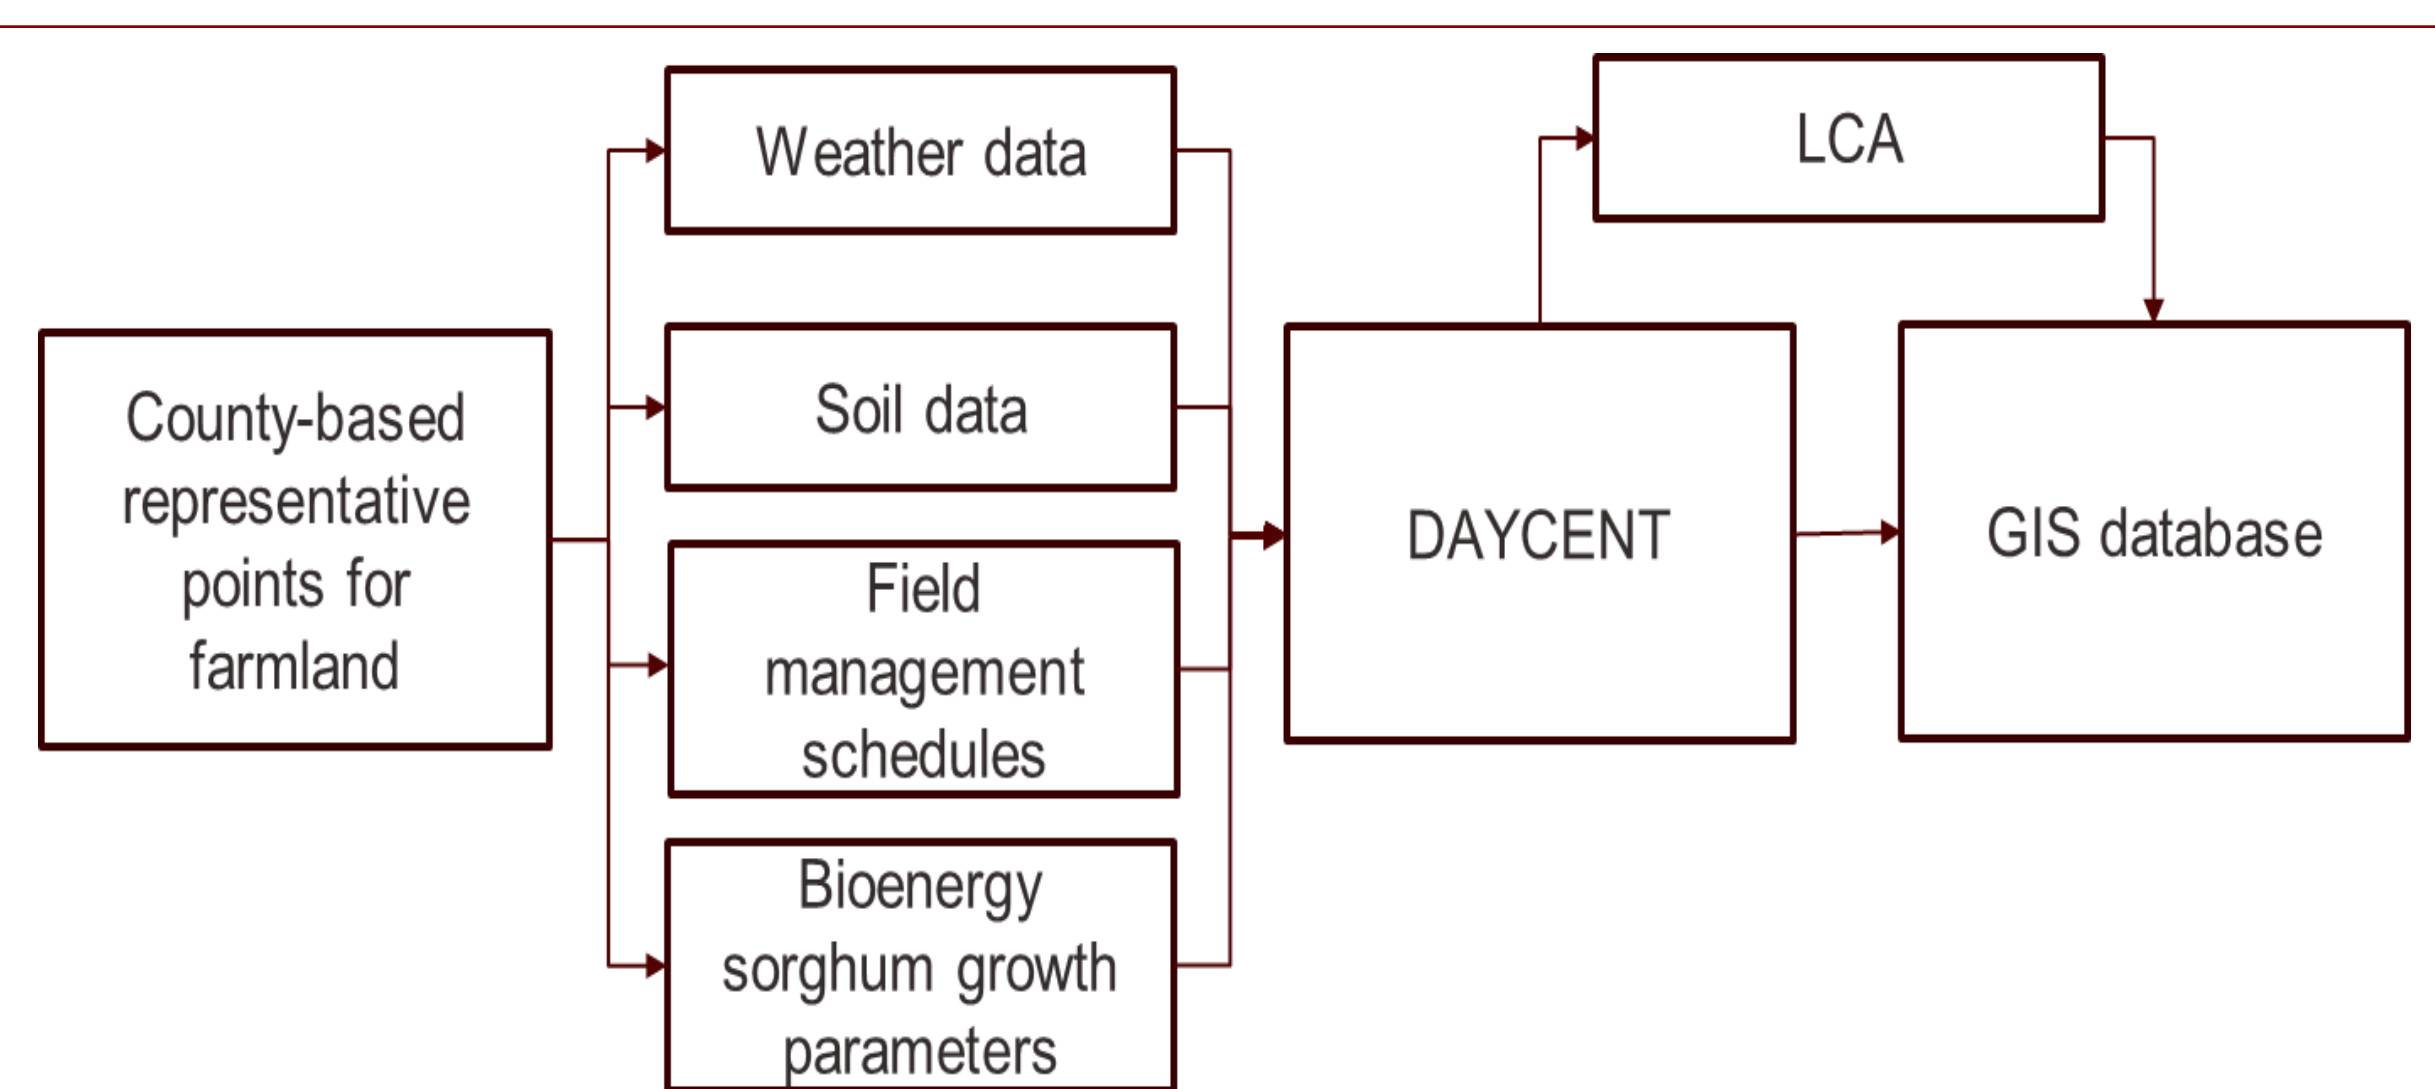 County-based
representative
points for
farmland
Weather data
Soil data
Field
management
schedules
Bioenergy
sorghum growth
parameters
DAYCENT
LCA
GIS database